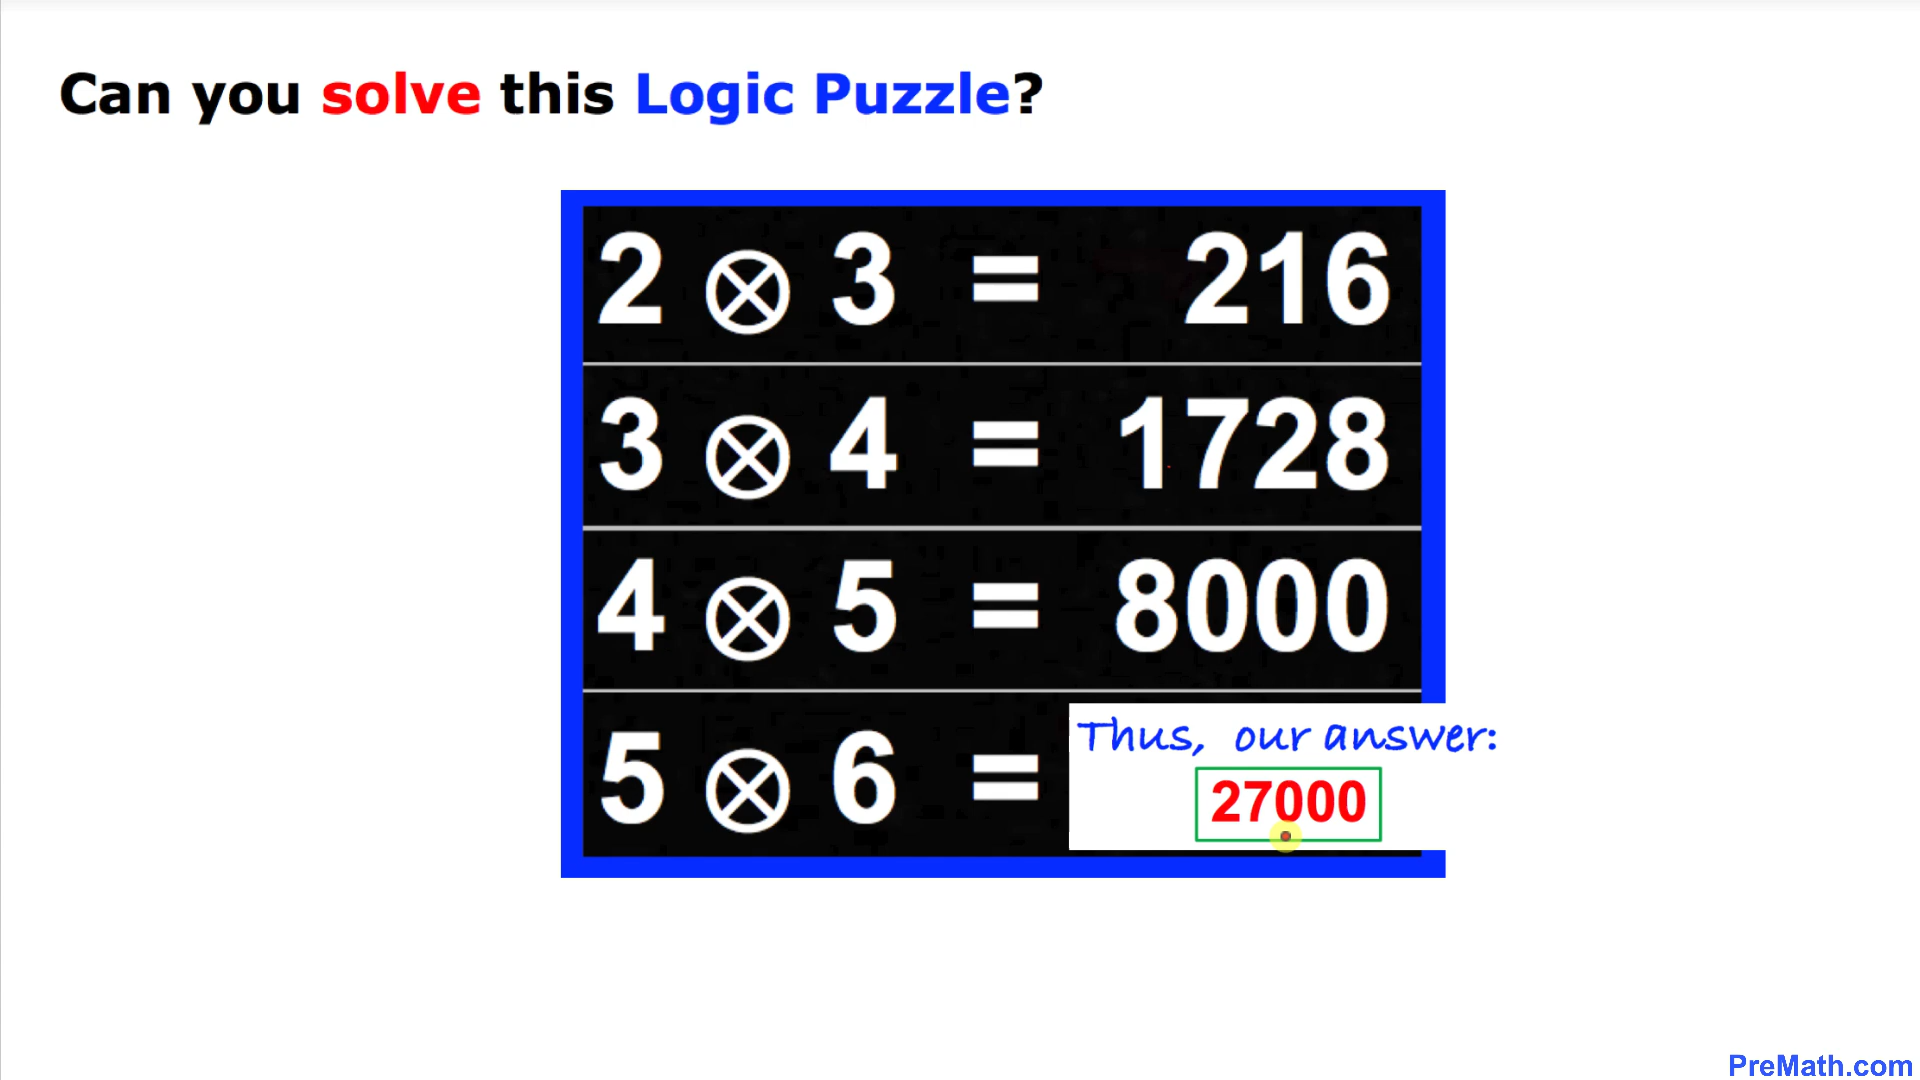 Can you solve this Logic Puzzle?
2 ⊗ 3 = 216
3 ⊗ 4 = 1728
4 ⊗ 5 = 8000
5 ⊗ 6 =
Thus, our answer:
27000
PreMath.com